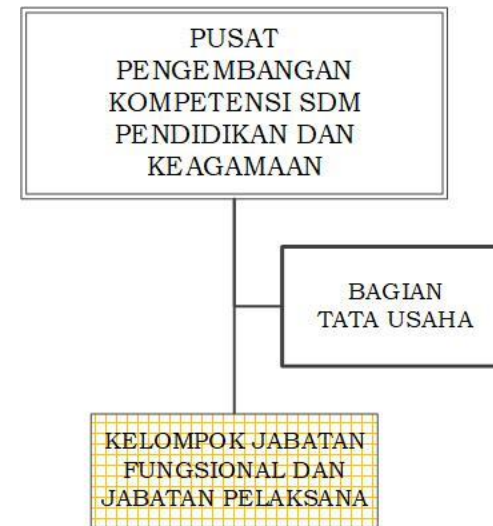 PUSAT
PENGEMBANGAN
KOMPETENSI SDM
PENDIDIKAN DAN
KEAGAMAAN
BAGIAN
TATA USAHA
KELOMPOK JABATAN
FUNGSIONAL DAN
JABATAN PELAKSANA